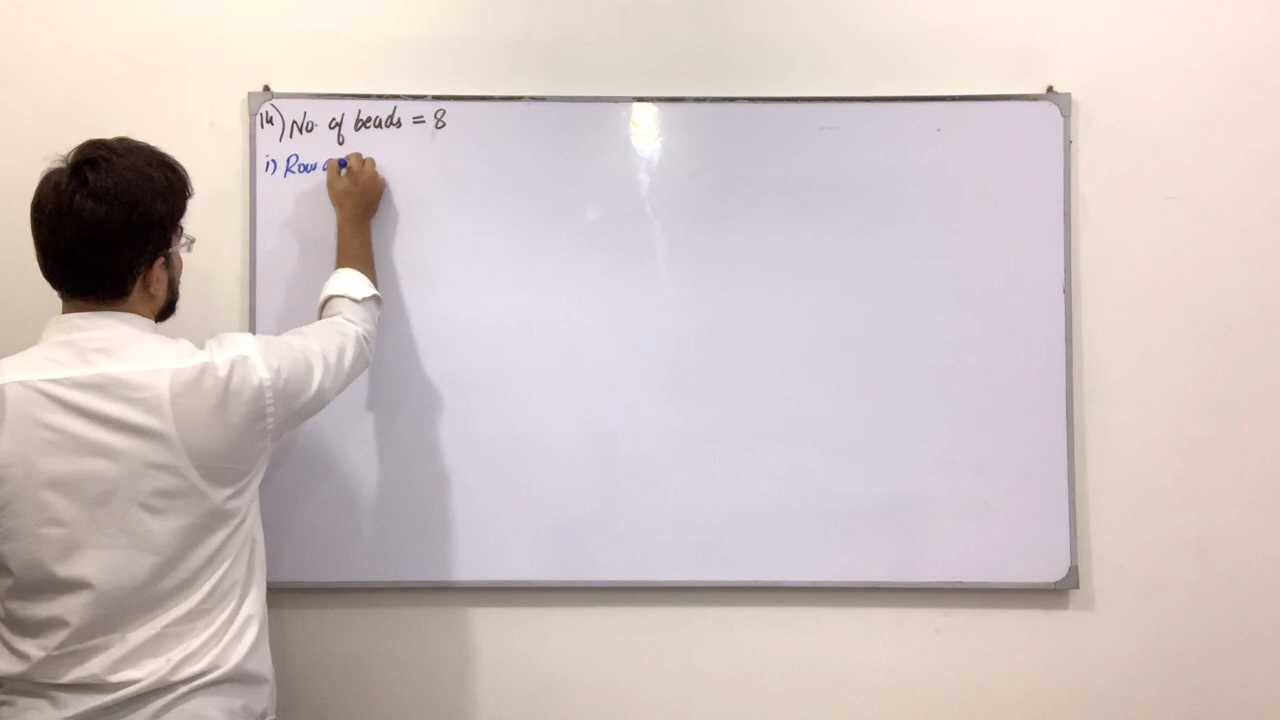 14) No. of beads = 8
i) Row